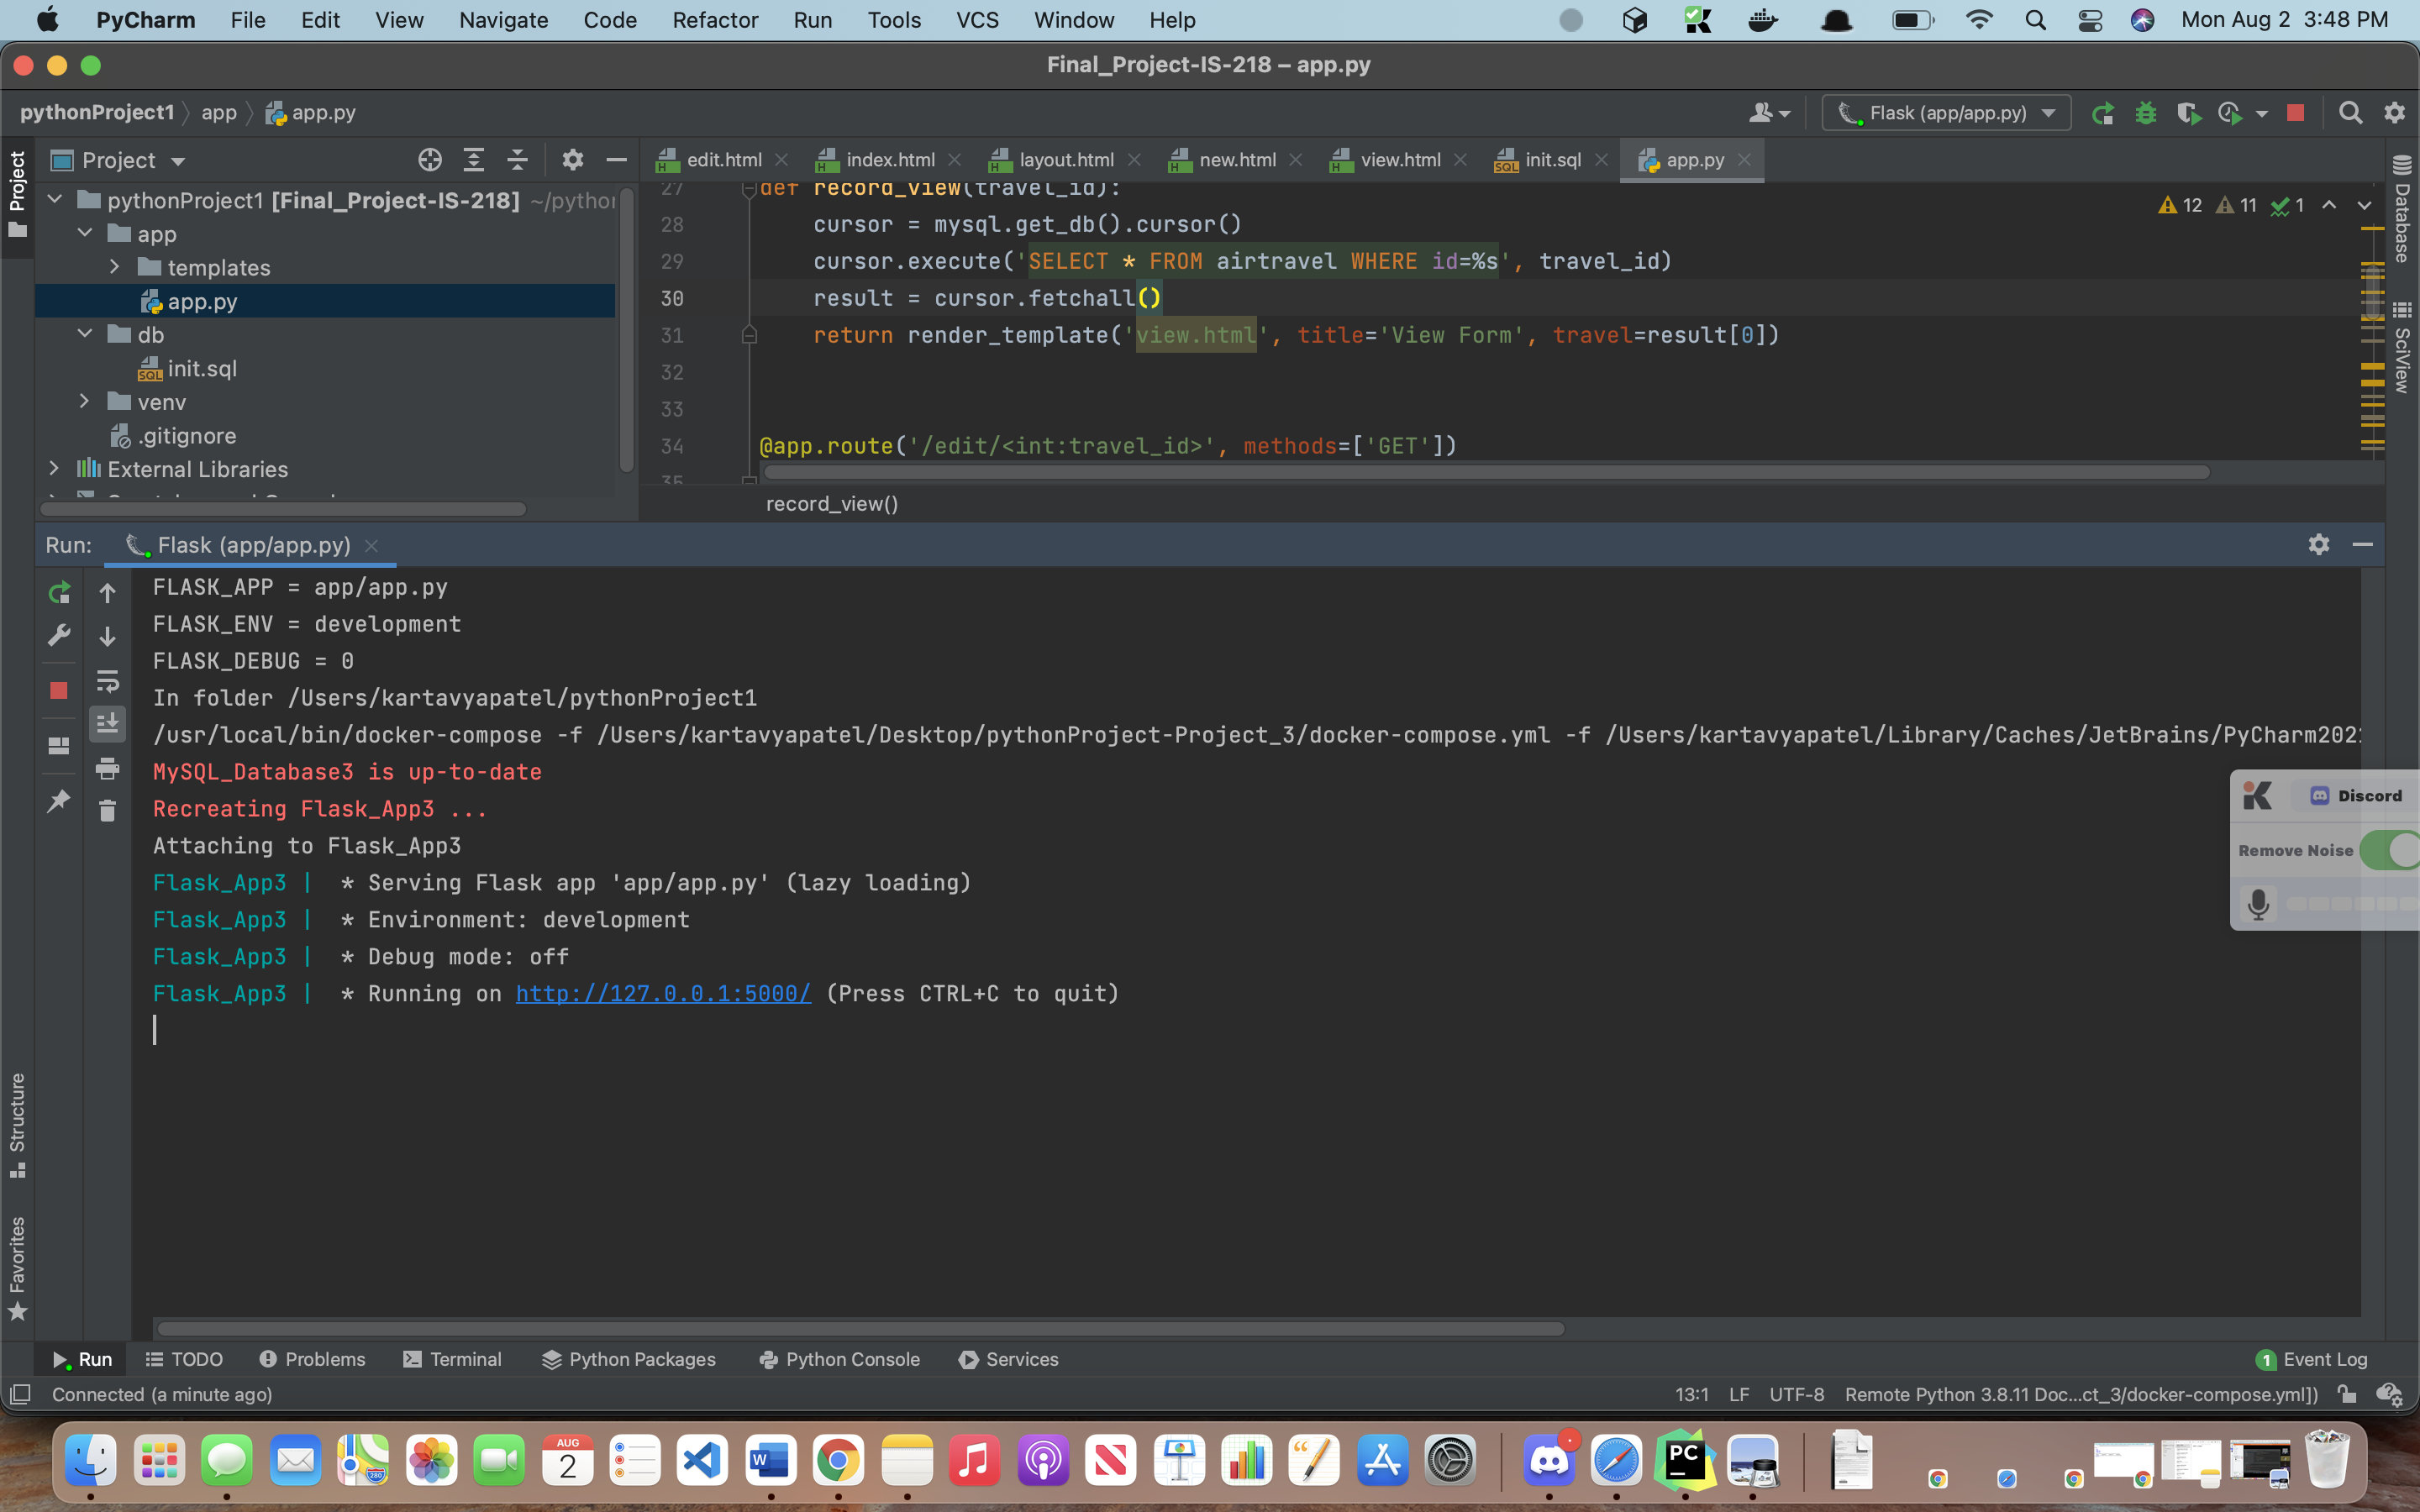 PyCharm File Edit View Navigate Code Refactor Run Tools VCS Window Help Mon Aug 2 3:48 PM
Final_Project-IS-218 – app.py
pythonProject1 app app.py Flask (app/app.py)
Project
edit.html index.html layout.html new.html view.html init.sql app.py
Project
pythonProject1 [Final_Project-IS-218]
app
templates
app.py
db
init.sql
venv
.gitignore
External Libraries
12 11 1
27 def record_view(travel_id):
28 cursor = mysql.get_db().cursor()
29 cursor.execute('SELECT * FROM airtravel WHERE id=%s', travel_id)
30 result = cursor.fetchall()
31 return render_template('view.html', title='View Form', travel=result[0])
32
33
34 @app.route('/edit/<int:travel_id>', methods=['GET'])
35
record_view()
Database
SciView
Run: Flask (app/app.py)
FLASK_APP = app/app.py
FLASK_ENV = development
FLASK_DEBUG = 0
In folder /Users/kartavyapatel/pythonProject1
/usr/local/bin/docker-compose -f /Users/kartavyapatel/Desktop/pythonProject-Project_3/docker-compose.yml -f /Users/kartavyapatel/Library/Caches/JetBrains/PyCharm202
MySQL_Database3 is up-to-date
Recreating Flask_App3 ...
Attaching to Flask_App3
Flask_App3 | * Serving Flask app 'app/app.py' (lazy loading)
Flask_App3 | * Environment: development
Flask_App3 | * Debug mode: off
Flask_App3 | * Running on http://127.0.0.1:5000/ (Press CTRL+C to quit)
Discord
Remove Noise
Structure
Favorites
Run TODO Problems Terminal Python Packages Python Console Services 1 Event Log
Connected (a minute ago) 13:1 LF UTF-8 Remote Python 3.8.11 Doc...ct_3/docker-compose.yml])
AUG
2
280
W
PC